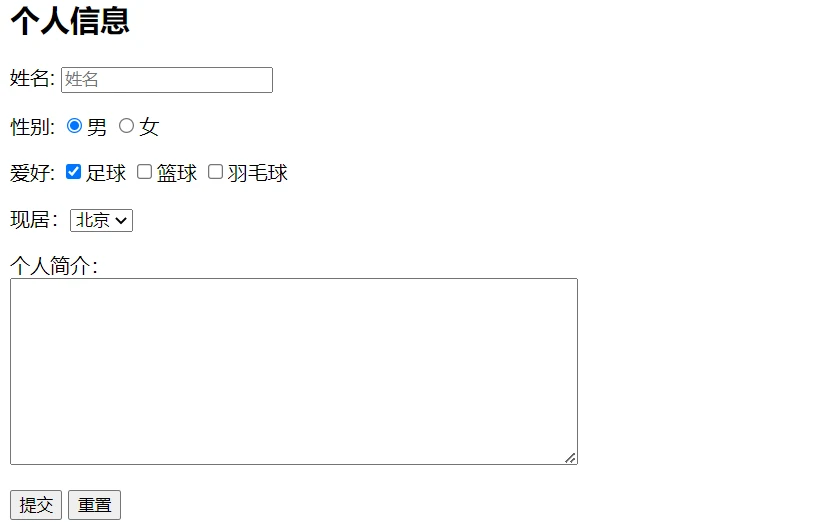 个人信息
姓名: 姓名
性别: 男 女
爱好: 足球 篮球 羽毛球
现居： 北京
个人简介：
提交 重置